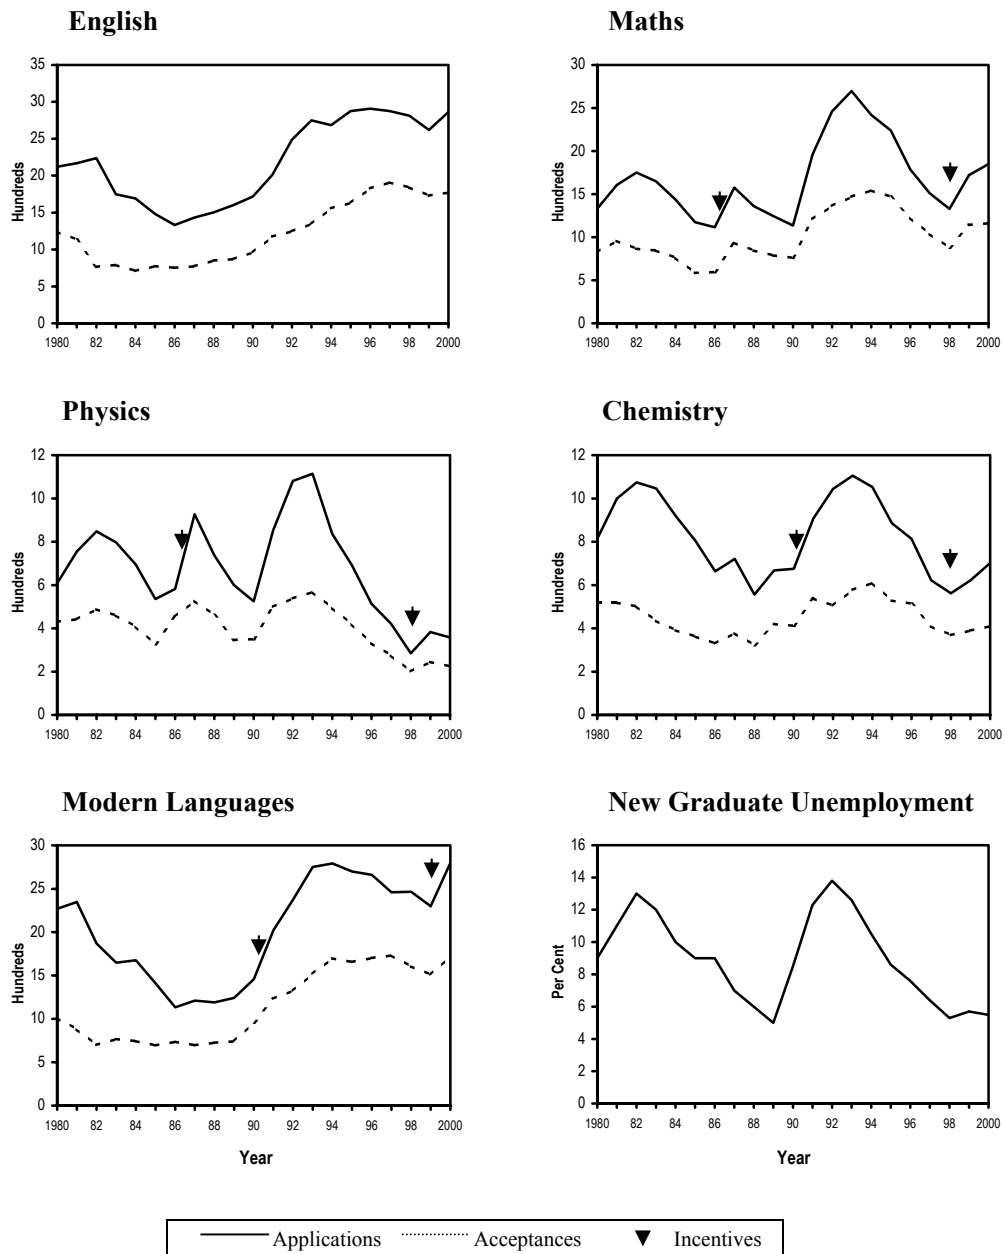 English
Maths
35
30
25
20
15
10
5
0
Hundreds
1980 82 84 86 88 90 92 94 96 98 2000
30
25
20
15
10
5
0
Hundreds
1980 82 84 86 88 90 92 94 96 98 2000
Physics
Chemistry
12
10
8
6
4
2
0
Hundreds
1980 82 84 86 88 90 92 94 96 98 2000
12
10
8
6
4
2
0
Hundreds
1980 82 84 86 88 90 92 94 96 98 2000
Modern Languages
New Graduate Unemployment
30
25
20
15
10
5
0
Hundreds
1980 82 84 86 88 90 92 94 96 98 2000
Year
16
14
12
10
8
6
4
2
0
Per Cent
1980 82 84 86 88 90 92 94 96 98 2000
Year
Applications Acceptances Incentives